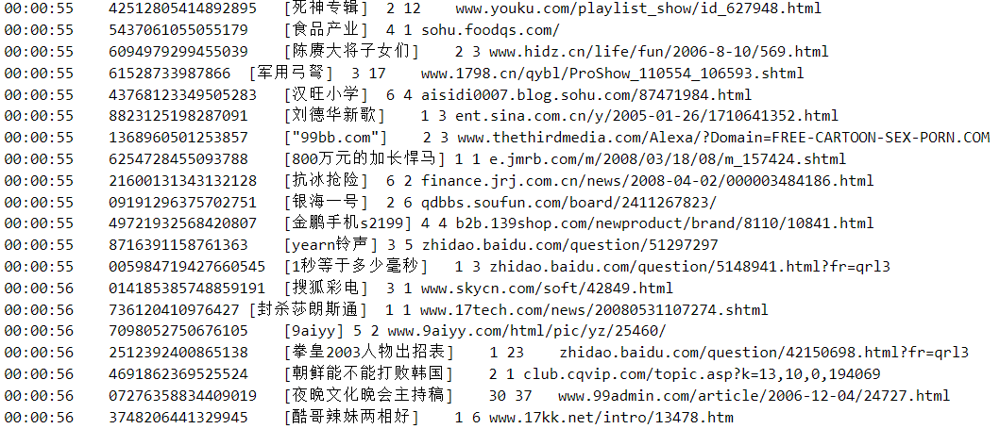 00:00:55 42512805414892895 [死神专辑] 2 12 www.youku.com/playlist_show/id_627948.html
00:00:55 5437061055055179 [食品产业] 4 1 sohu.foodqs.com/
00:00:55 6094979299455039 [陈赓大将子女们] 2 3 www.hidz.cn/life/fun/2006-8-10/569.html
00:00:55 61528733987866 [军用弓弩] 3 17 www.1798.cn/qybl/ProShow_110554_106593.shtml
00:00:55 43768123349505283 [汉旺小学] 6 4 aisidi0007.blog.sohu.com/87471984.html
00:00:55 8823125198287091 [刘德华新歌] 1 3 ent.sina.com.cn/y/2005-01-26/1710641352.html
00:00:55 1368960501253857 ["99bb.com"] 2 3 www.thethirdmedia.com/Alexa/?Domain=FREE-CARTOON-SEX-PORN.COM
00:00:55 6254728455093788 [800万元的加长悍马] 1 1 e.jmrb.com/m/2008/03/18/08/m_157424.shtml
00:00:55 21600131343132128 [抗冰抢险] 6 2 finance.jrj.com.cn/news/2008-04-02/000003484186.html
00:00:55 09191296375702751 [银海一号] 2 6 qdbbs.soufun.com/board/2411267823/
00:00:55 49721932568420807 [金鹏手机s2199] 4 4 b2b.139shop.com/newproduct/brand/8110/10841.html
00:00:55 8716391158761363 [yearn铃声] 3 5 zhidao.baidu.com/question/51297297
00:00:55 005984719427660545 [1秒等于多少毫秒] 1 3 zhidao.baidu.com/question/5148941.html?fr=qrl3
00:00:56 014185385748859191 [搜狐彩电] 3 1 www.skycn.com/soft/42849.html
00:00:56 736120410976427 [封杀莎朗斯通] 1 1 www.17tech.com/news/20080531107274.shtml
00:00:56 7098052750676105 [9aiyy] 5 2 www.9aiyy.com/html/pic/yz/25460/
00:00:56 2512392400865138 [拳皇2003人物出招表] 1 23 zhidao.baidu.com/question/42150698.html?fr=qrl3
00:00:56 4691862369525524 [朝鲜能不能打败韩国] 2 1 club.cqvip.com/topic.asp?k=13,10,0,194069
00:00:56 07276358834409019 [夜晚文化晚会主持稿] 30 37 www.99admin.com/article/2006-12-04/24727.html
00:00:56 3748206441329945 [酷哥辣妹两相好] 1 6 www.17kk.net/intro/13478.htm